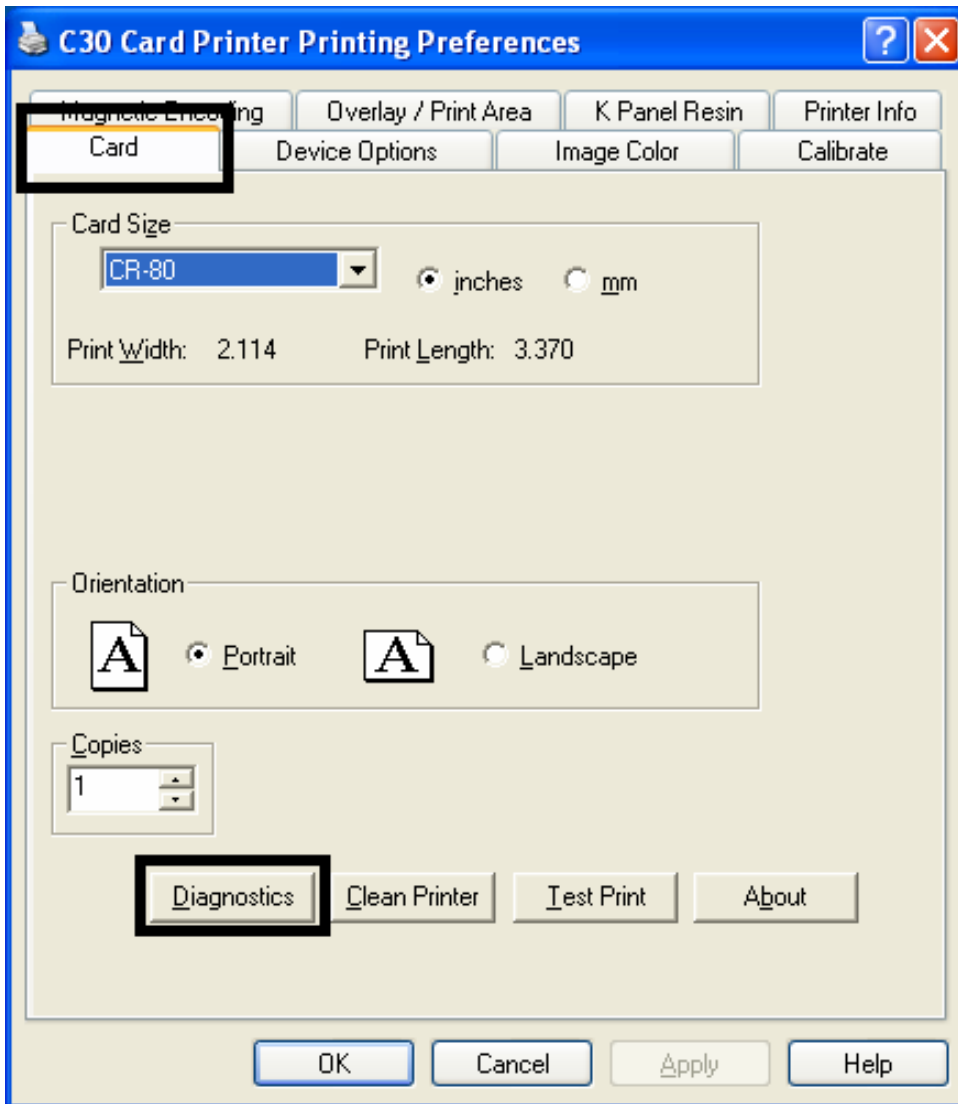 C30 Card Printer Printing Preferences
Magnetic Encoding Overlay / Print Area K Panel Resin Printer Info
Card Device Options Image Color Calibrate
Card Size
CR-80 inches mm
Print Width: 2.114 Print Length: 3.370
Orientation
A Portrait A Landscape
Copies
1
Diagnostics Clean Printer Test Print About
OK Cancel Apply Help